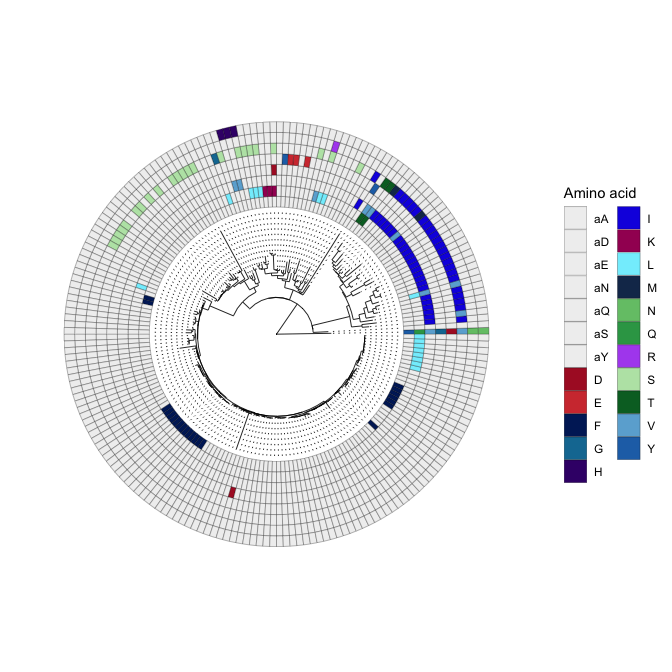 Amino acid
aA I
aD K
aE L
aN M
aQ N
aS Q
aY R
D S
E T
F V
G Y
H